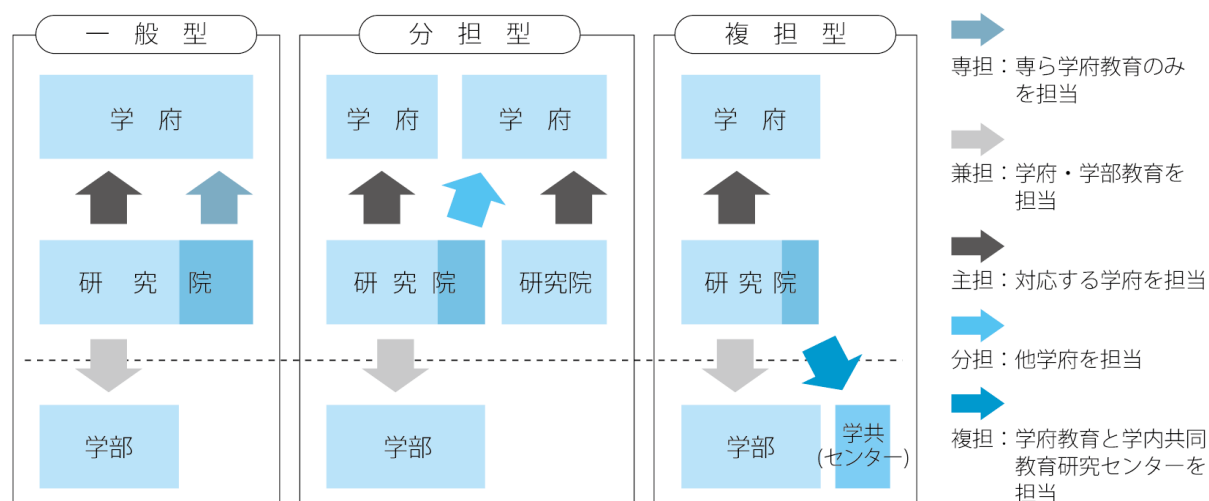 一般型
分担型
複担型
学府
学府
学府
学府
研究院
研究院
研究院
研究院
学部
学部
学部
学共
(センター)
専担：専ら学府教育のみ
を担当
兼担：学府・学部教育を
担当
主担：対応する学府を担当
分担：他学府を担当
複担：学府教育と学内共同
教育研究センターを
担当